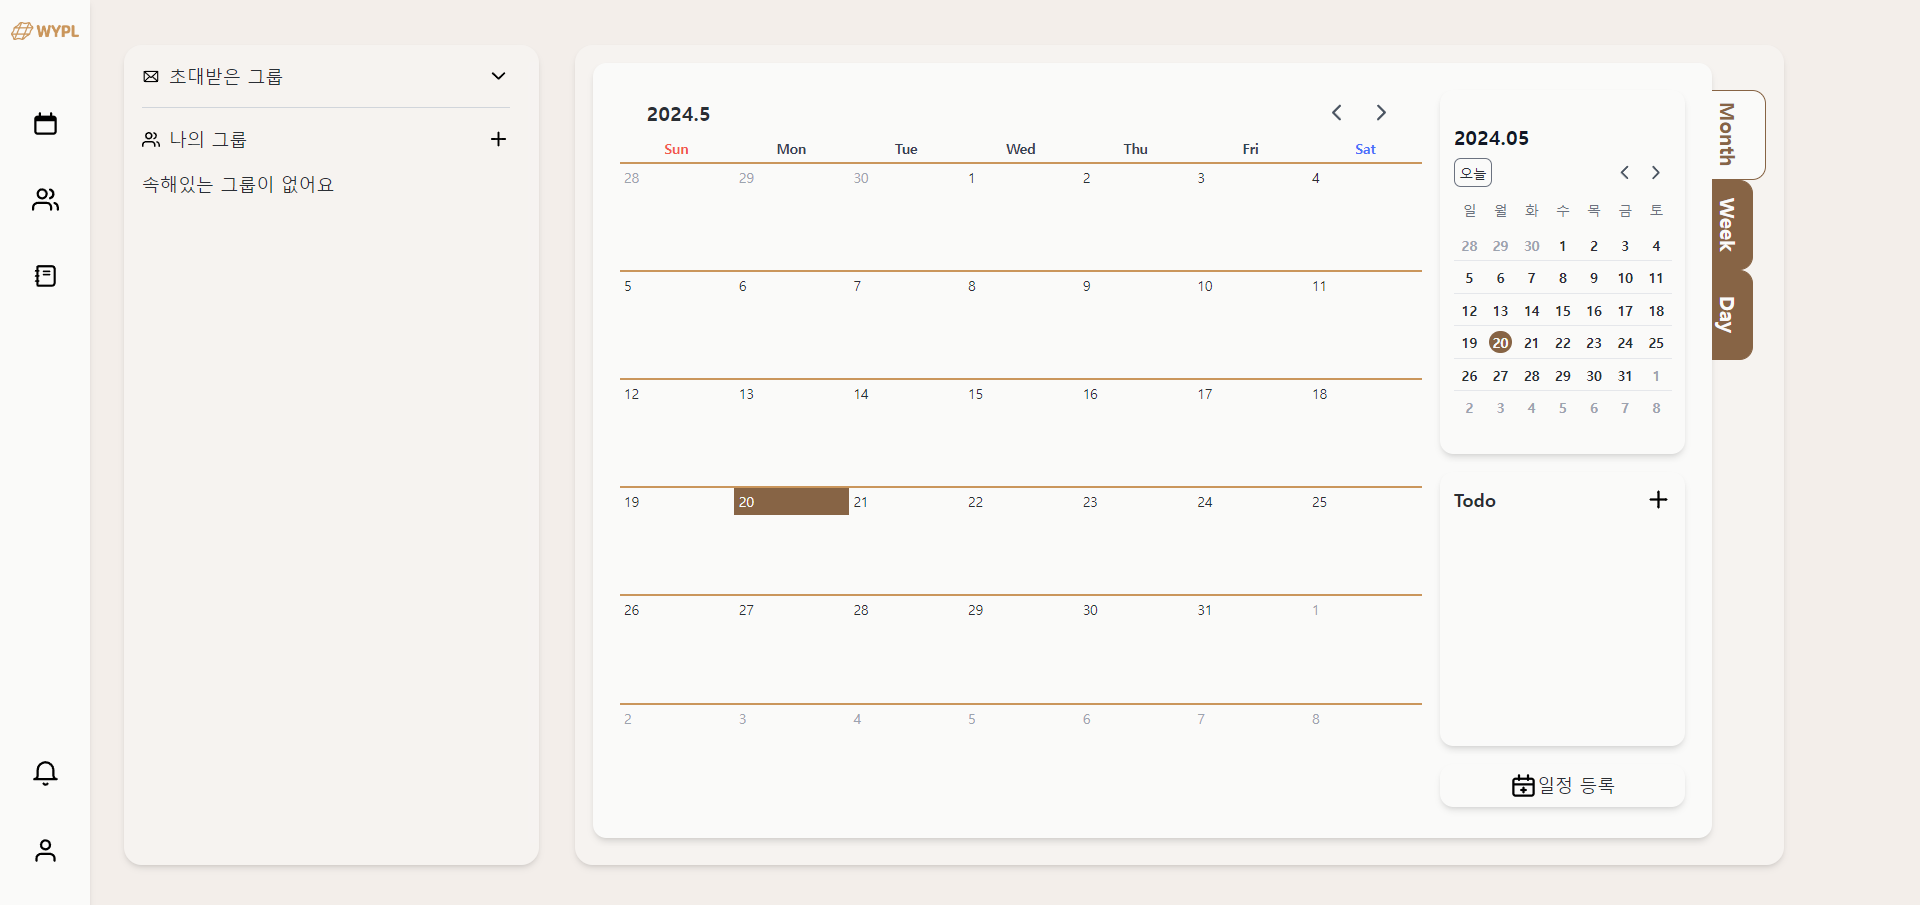 WYPL
초대받은 그룹
나의 그룹
속해있는 그룹이 없어요
2024.5
Sun Mon Tue Wed Thu Fri Sat
28 29 30 1 2 3 4
5 6 7 8 9 10 11
12 13 14 15 16 17 18
19 20 21 22 23 24 25
26 27 28 29 30 31 1
2 3 4 5 6 7 8
2024.05
오늘
일 월 화 수 목 금 토
28 29 30 1 2 3 4
5 6 7 8 9 10 11
12 13 14 15 16 17 18
19 20 21 22 23 24 25
26 27 28 29 30 31 1
2 3 4 5 6 7 8
Todo
일정 등록
Month
Week
Day